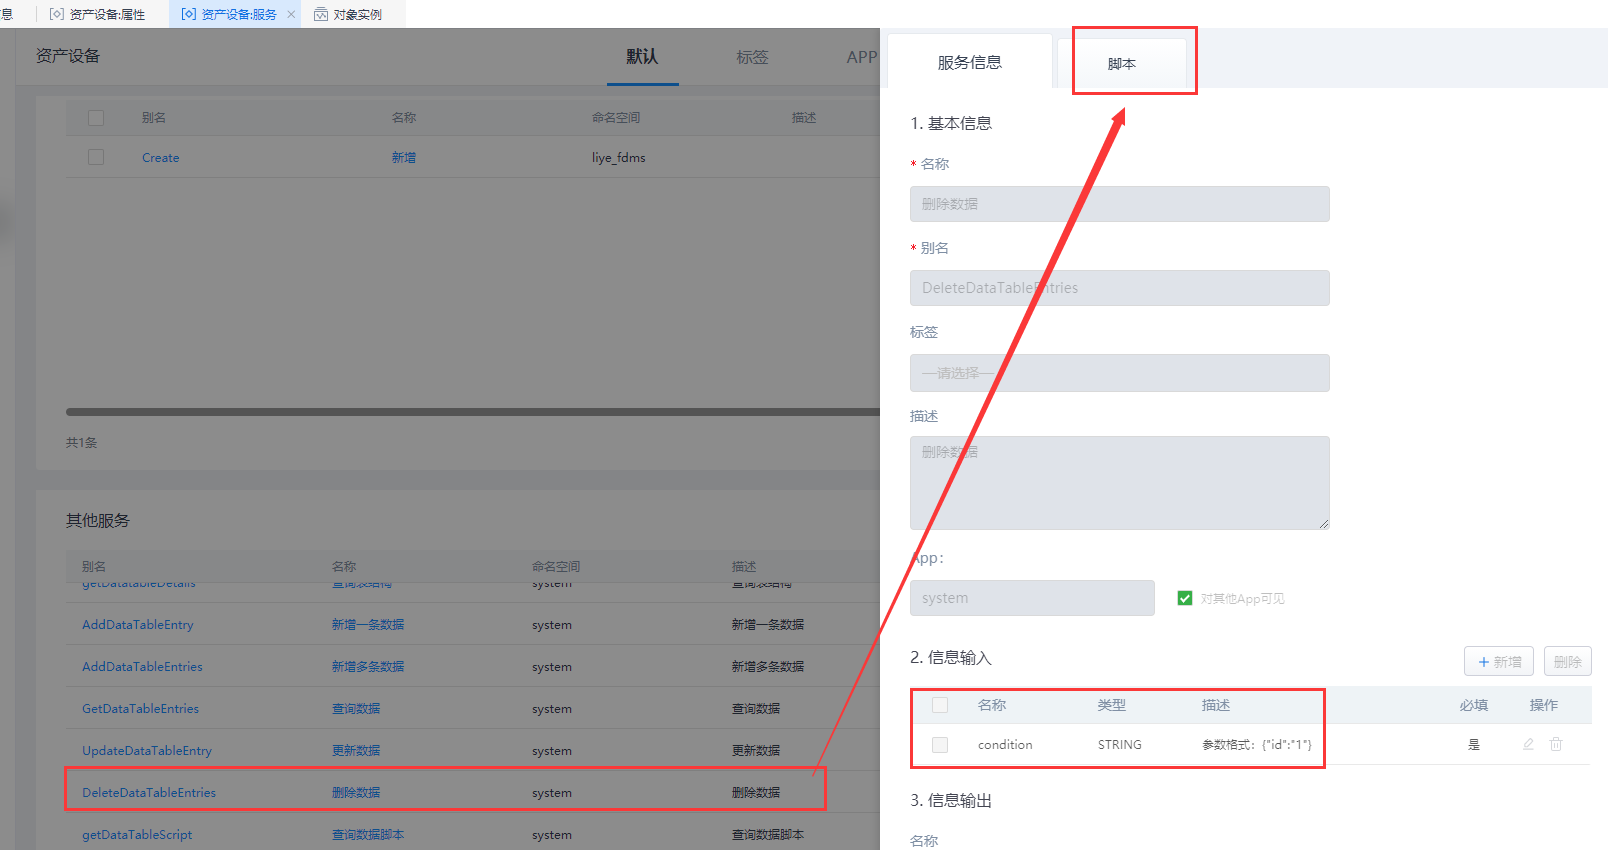 息 资产设备:属性 资产设备:服务 × 对象实例
资产设备 默认 标签 APP
别名 名称 命名空间 描述
Create 新增 liye_fdms
共1条
其他服务
别名 名称 命名空间 描述
getDatatableDetails 查询表结构 system 查询表结构
AddDataTableEntry 新增一条数据 system 新增一条数据
AddDataTableEntries 新增多条数据 system 新增多条数据
GetDataTableEntries 查询数据 system 查询数据
UpdateDataTableEntry 更新数据 system 更新数据
DeleteDataTableEntries 删除数据 system 删除数据
getDataTableScript 查询数据脚本 system 查询数据脚本
服务信息 脚本
1. 基本信息
* 名称
删除数据
* 别名
DeleteDataTableEntries
标签
—请选择—
描述
删除数据
App:
system 对其他App可见
2. 信息输入 + 新增 删除
名称 类型 描述 必填 操作
condition STRING 参数格式：{"id":"1"} 是
3. 信息输出
名称